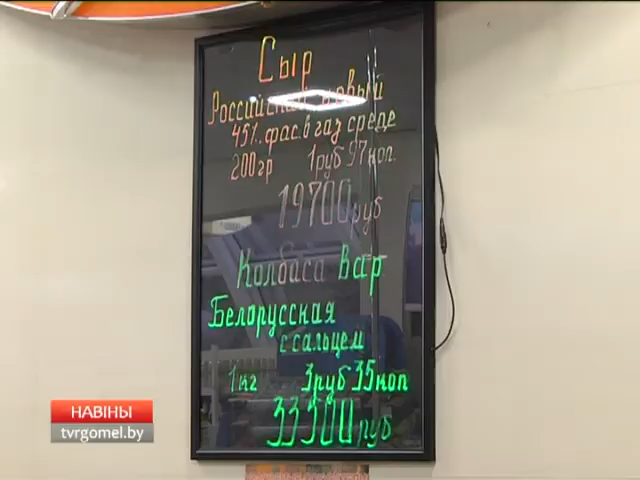 Сыр
Российский новый
45% фас. в газ среде
200гр 1руб 97коп.
19700руб
Колбаса вар
Белорусская
с сальцем
1кг 3руб 35коп
33500руб
НАВІНЫ
tvrgomel.by